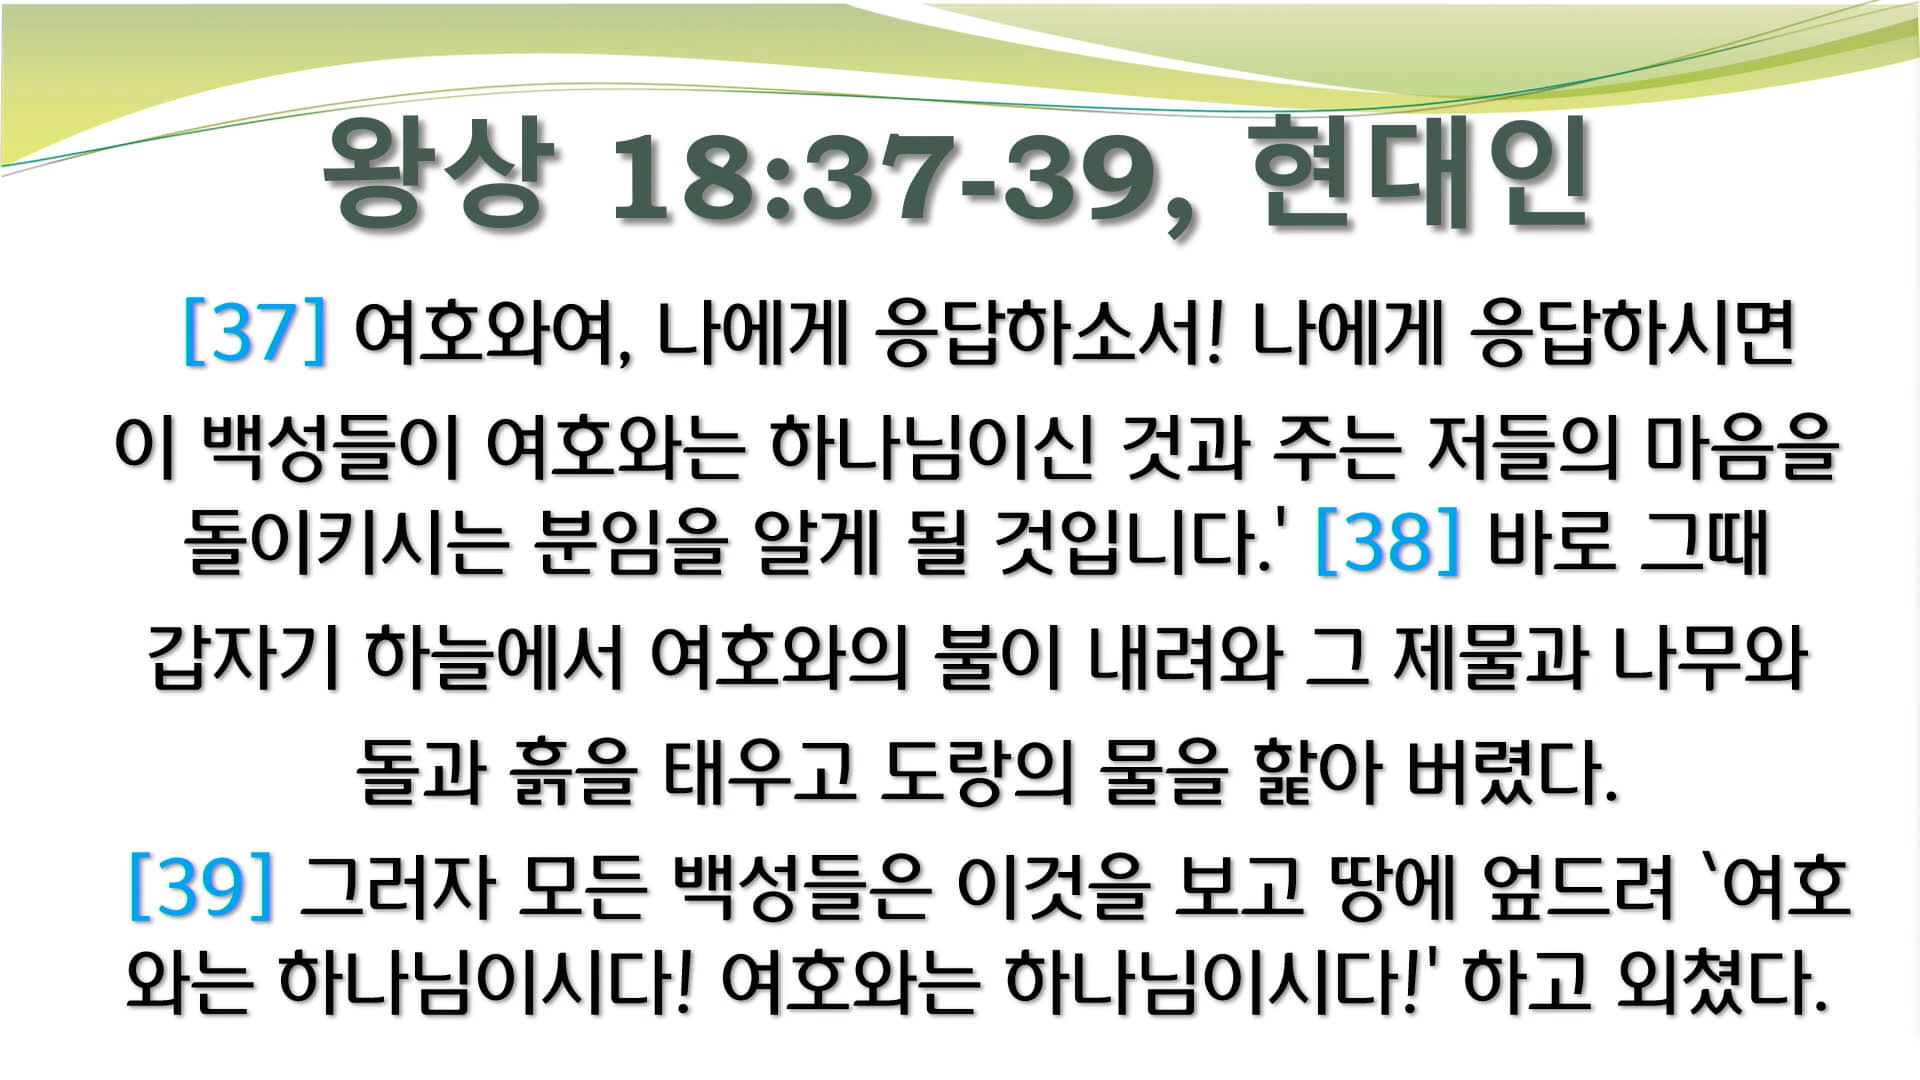 왕상 18:37-39, 현대인
[37] 여호와여, 나에게 응답하소서! 나에게 응답하시면
이 백성들이 여호와는 하나님이신 것과 주는 저들의 마음을
돌이키시는 분임을 알게 될 것입니다.' [38] 바로 그때
갑자기 하늘에서 여호와의 불이 내려와 그 제물과 나무와
돌과 흙을 태우고 도랑의 물을 핥아 버렸다.
[39] 그러자 모든 백성들은 이것을 보고 땅에 엎드려 `여호
와는 하나님이시다! 여호와는 하나님이시다!' 하고 외쳤다.